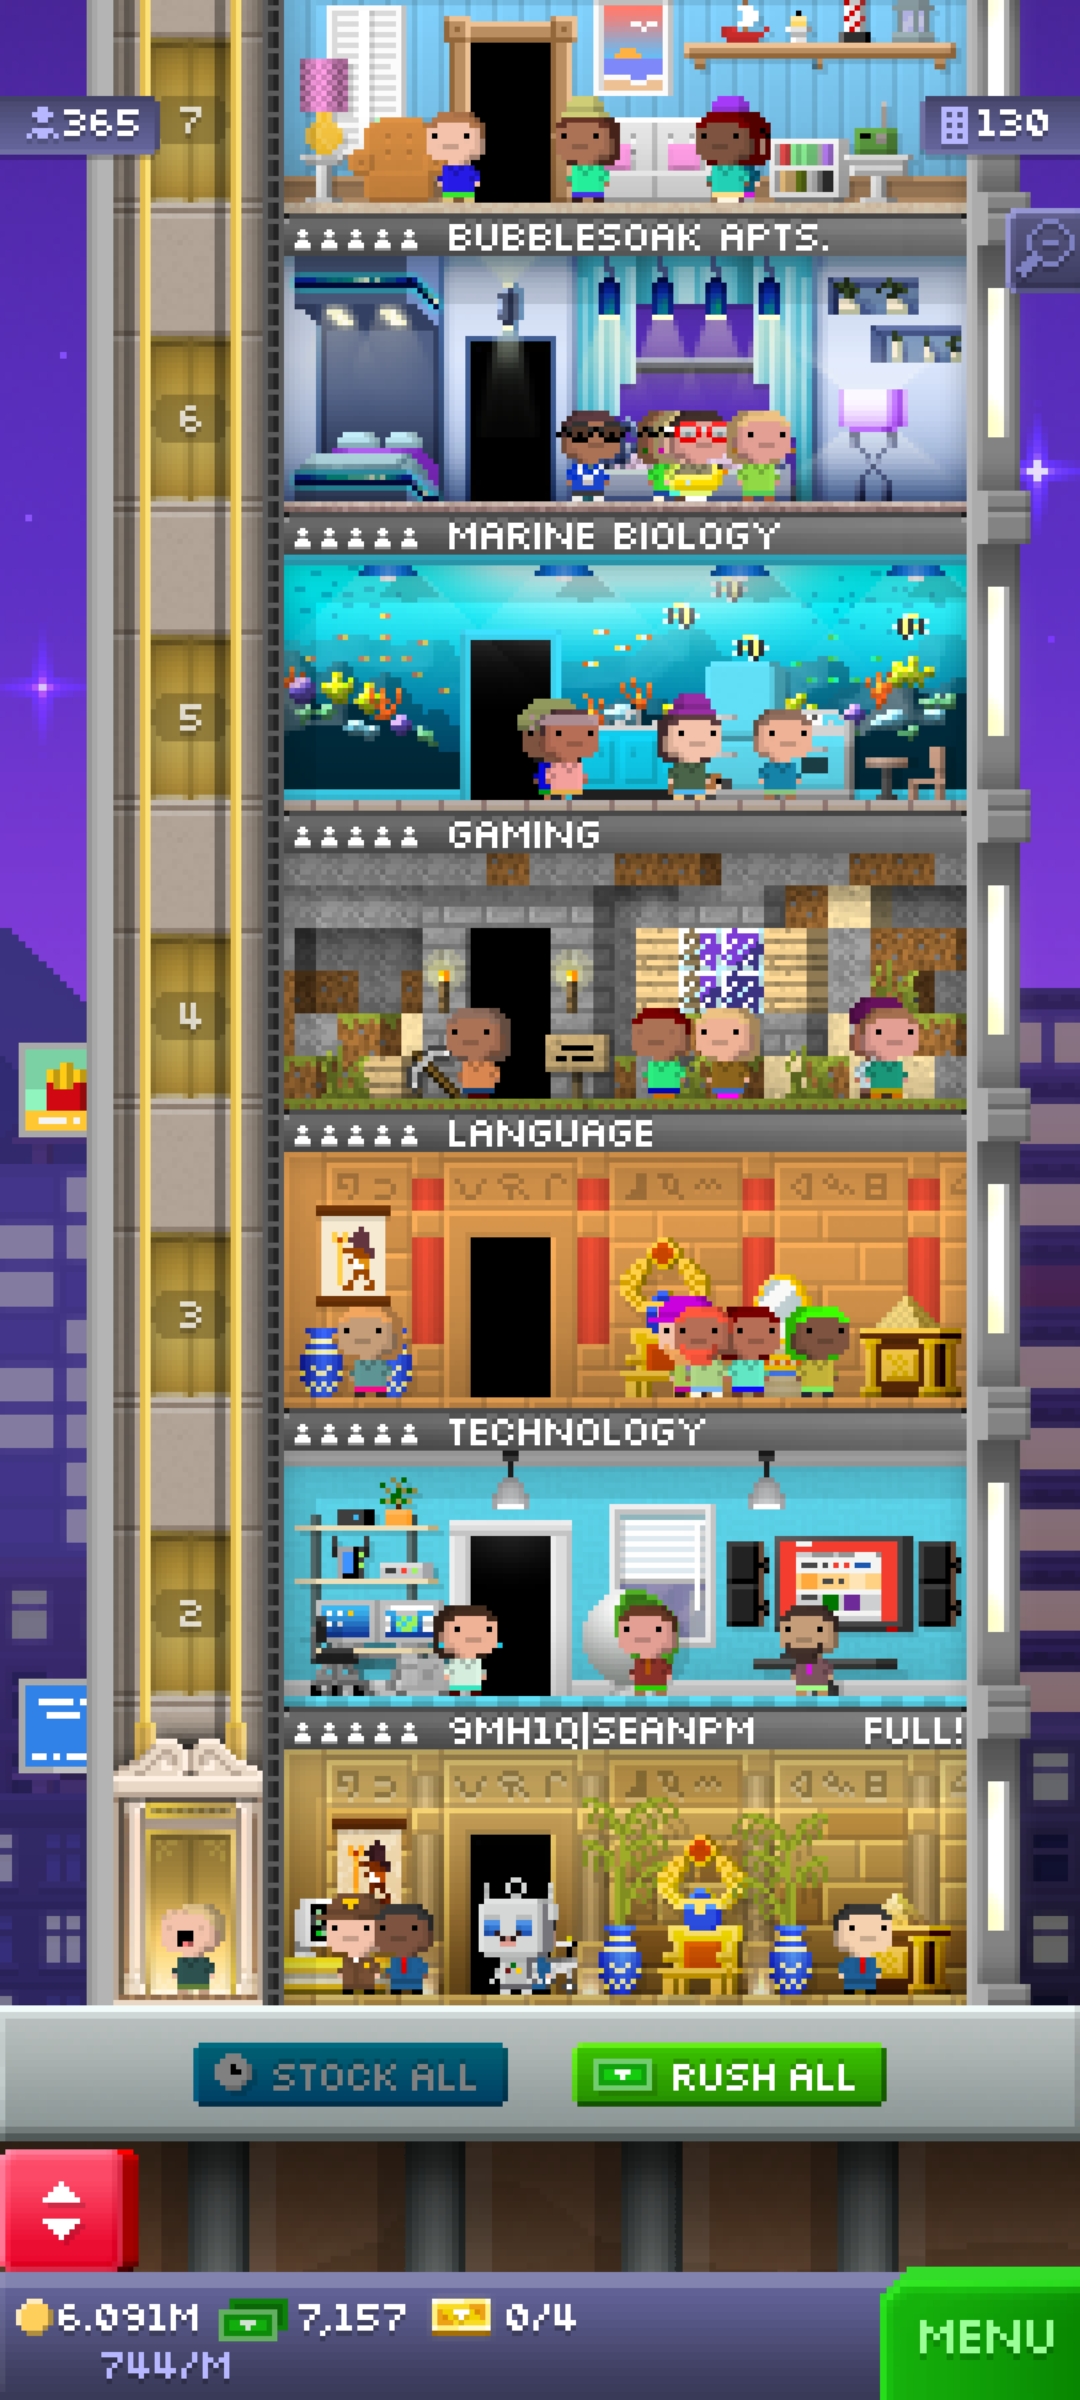 365
7
130
BUBBLESOAK APTS.
6
MARINE BIOLOGY
5
GAMING
4
LANGUAGE
3
TECHNOLOGY
2
9MH1Q|SEANPM FULL!
STOCK ALL
RUSH ALL
6.091M 7,157 0/4
744/M
MENU